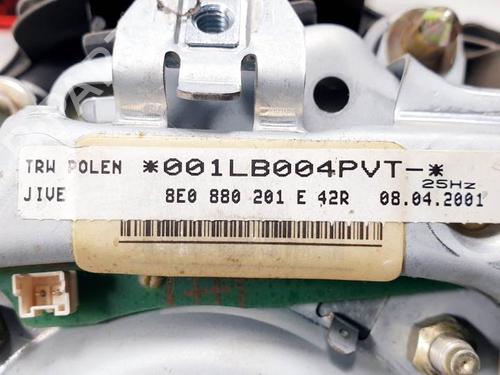 TRW POLEN *001LB004PVT-*
25Hz
JIVE 8E0 880 201 E 42R 08.04.2001